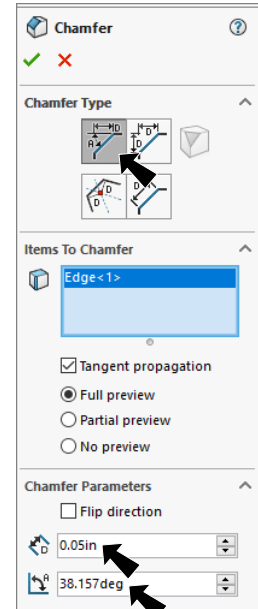 Chamfer
Chamfer Type
Items To Chamfer
Edge<1>
Tangent propagation
Full preview
Partial preview
No preview
Chamfer Parameters
Flip direction
0.05in
38.157deg